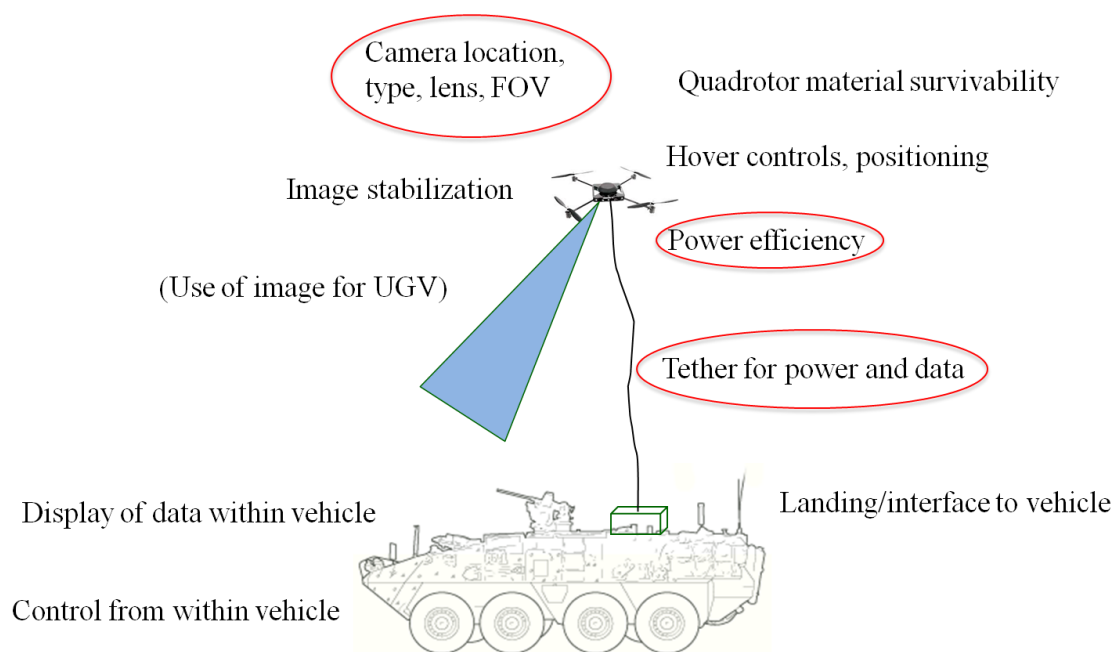 Camera location,
type, lens, FOV
Quadrotor material survivability
Hover controls, positioning
Image stabilization
Power efficiency
(Use of image for UGV)
Tether for power and data
Display of data within vehicle
Landing/interface to vehicle
Control from within vehicle